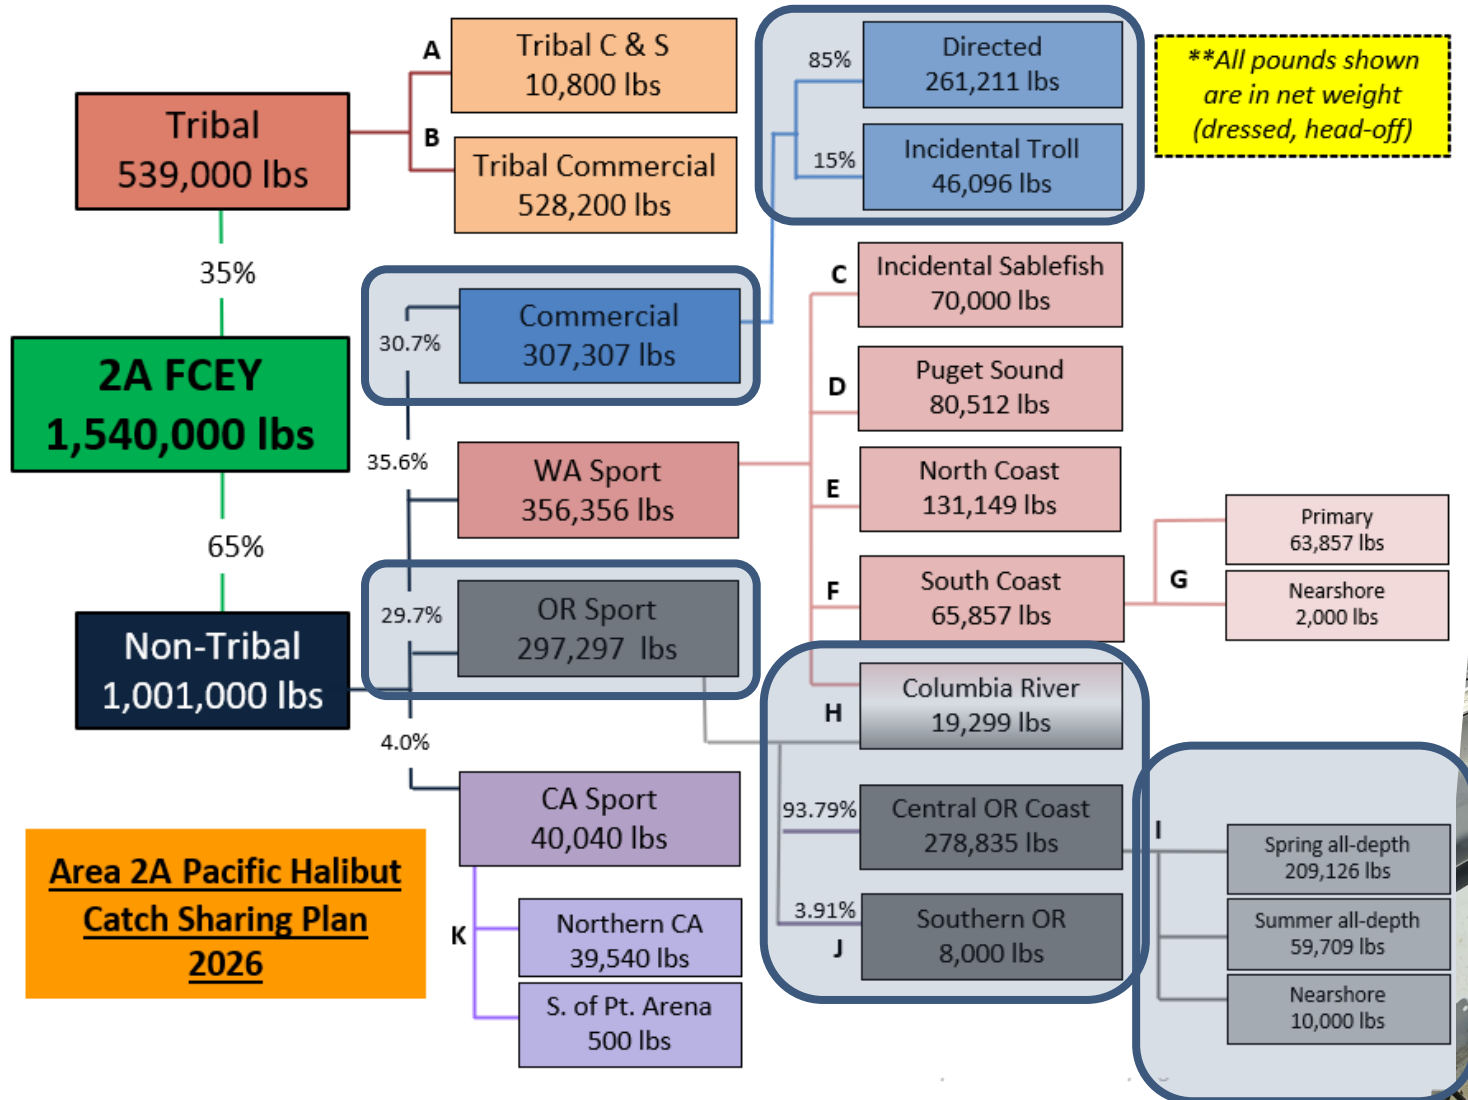 A
Tribal C & S
10,800 lbs
B
Tribal Commercial
528,200 lbs
Tribal
539,000 lbs
35%
2A FCEY
1,540,000 lbs
65%
Non-Tribal
1,001,000 lbs
85%
Directed
261,211 lbs
15%
Incidental Troll
46,096 lbs
**All pounds shown
are in net weight
(dressed, head-off)
30.7%
Commercial
307,307 lbs
35.6%
WA Sport
356,356 lbs
29.7%
OR Sport
297,297 lbs
4.0%
CA Sport
40,040 lbs
C
Incidental Sablefish
70,000 lbs
D
Puget Sound
80,512 lbs
E
North Coast
131,149 lbs
F
South Coast
65,857 lbs
G
Primary
63,857 lbs
Nearshore
2,000 lbs
H
Columbia River
19,299 lbs
93.79%
Central OR Coast
278,835 lbs
3.91%
J
Southern OR
8,000 lbs
I
Spring all-depth
209,126 lbs
Summer all-depth
59,709 lbs
Nearshore
10,000 lbs
K
Northern CA
39,540 lbs
S. of Pt. Arena
500 lbs
Area 2A Pacific Halibut
Catch Sharing Plan
2026